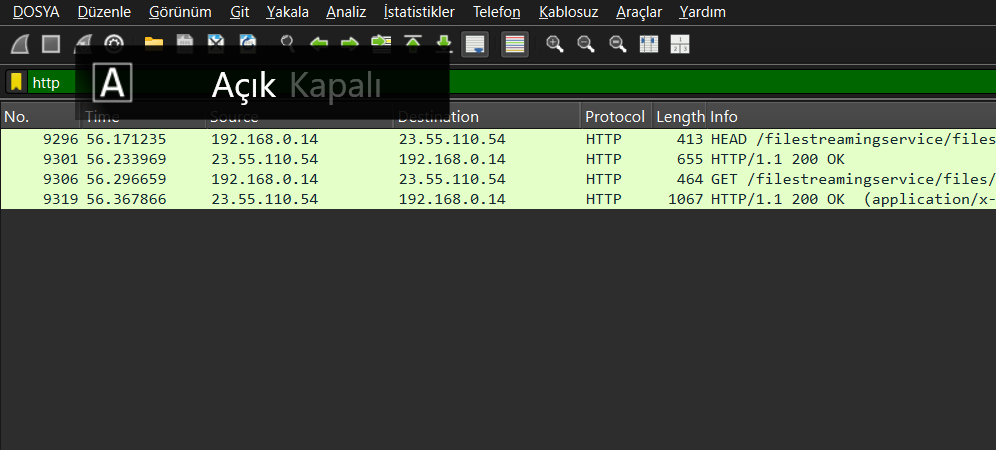 DOSYA Düzenle Görünüm Git Yakala Analiz İstatistikler Telefon Kablosuz Araçlar Yardım
http
A Açık Kapalı
No. Time Source Destination Protocol Length Info
9296 56.171235 192.168.0.14 23.55.110.54 HTTP 413 HEAD /filestreamingservice/files
9301 56.233969 23.55.110.54 192.168.0.14 HTTP 655 HTTP/1.1 200 OK
9306 56.296659 192.168.0.14 23.55.110.54 HTTP 464 GET /filestreamingservice/files/
9319 56.367866 23.55.110.54 192.168.0.14 HTTP 1067 HTTP/1.1 200 OK (application/x-